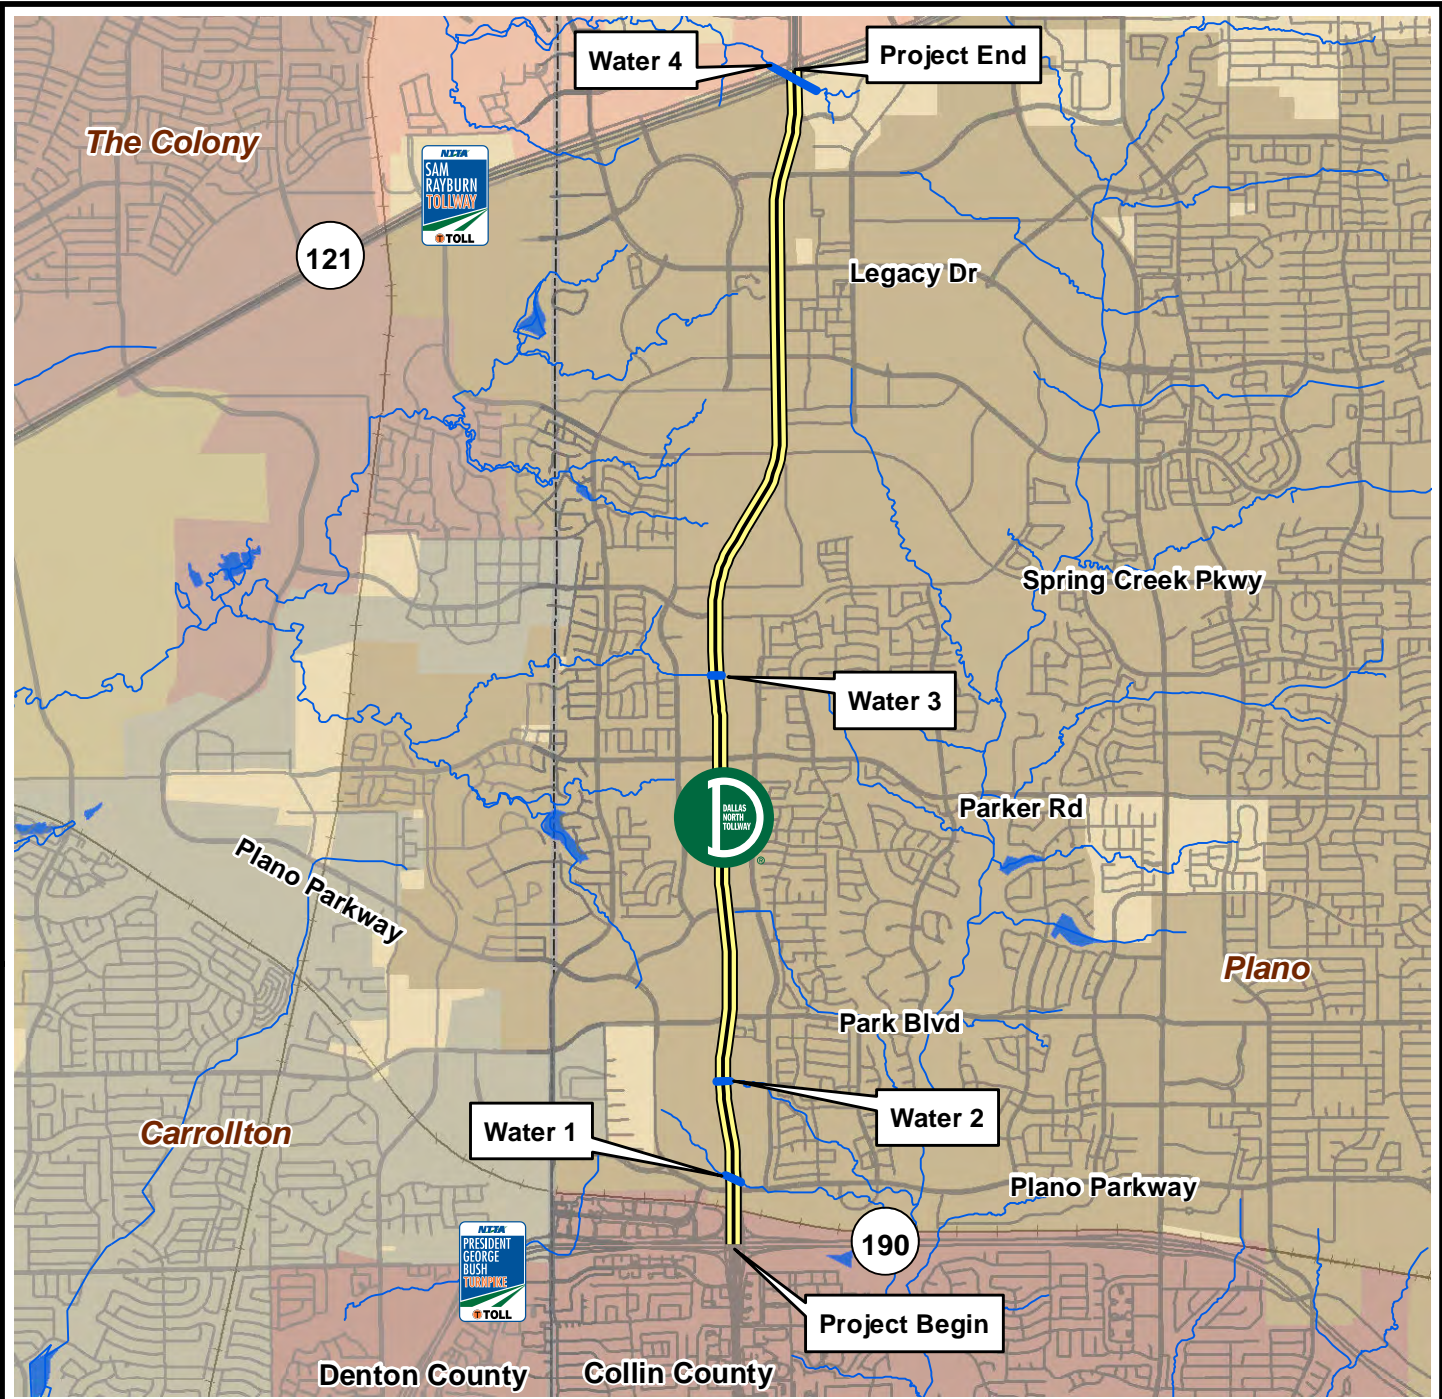 Water 4
Project End
The Colony
NTTA
SAM
RAYBURN
TOLLWAY
TOLL
121
Legacy Dr
Spring Creek Pkwy
Water 3
DALLAS
NORTH
TOLLWAY
®
Parker Rd
Plano Parkway
Plano
Park Blvd
Water 2
Water 1
Carrollton
Plano Parkway
190
NTTA
PRESIDENT
GEORGE
BUSH
TURNPIKE
TOLL
Project Begin
Denton County
Collin County